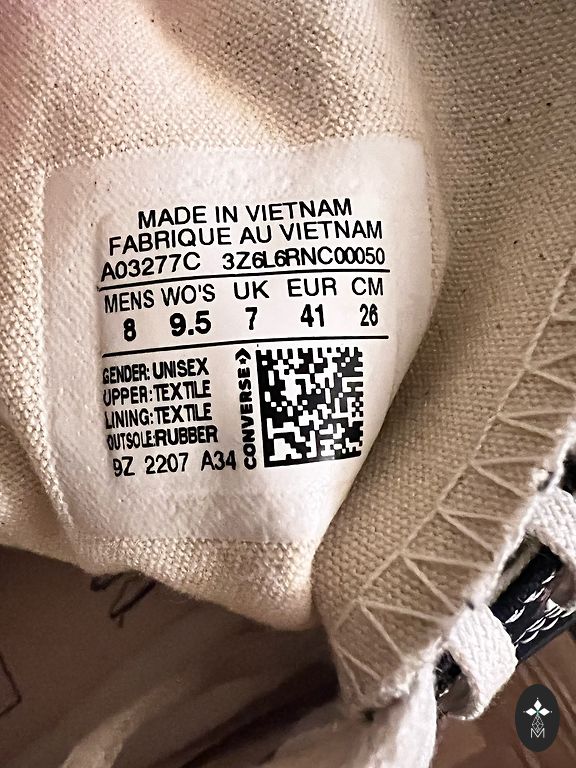 MADE IN VIETNAM
FABRIQUE AU VIETNAM
A03277C 3Z6L6RNC00050
MENS WO'S UK EUR CM
8 9.5 7 41 26
GENDER: UNISEX
UPPER: TEXTILE
LINING: TEXTILE
OUTSOLE:RUBBER
9Z 2207 A34
CONVERSE
M